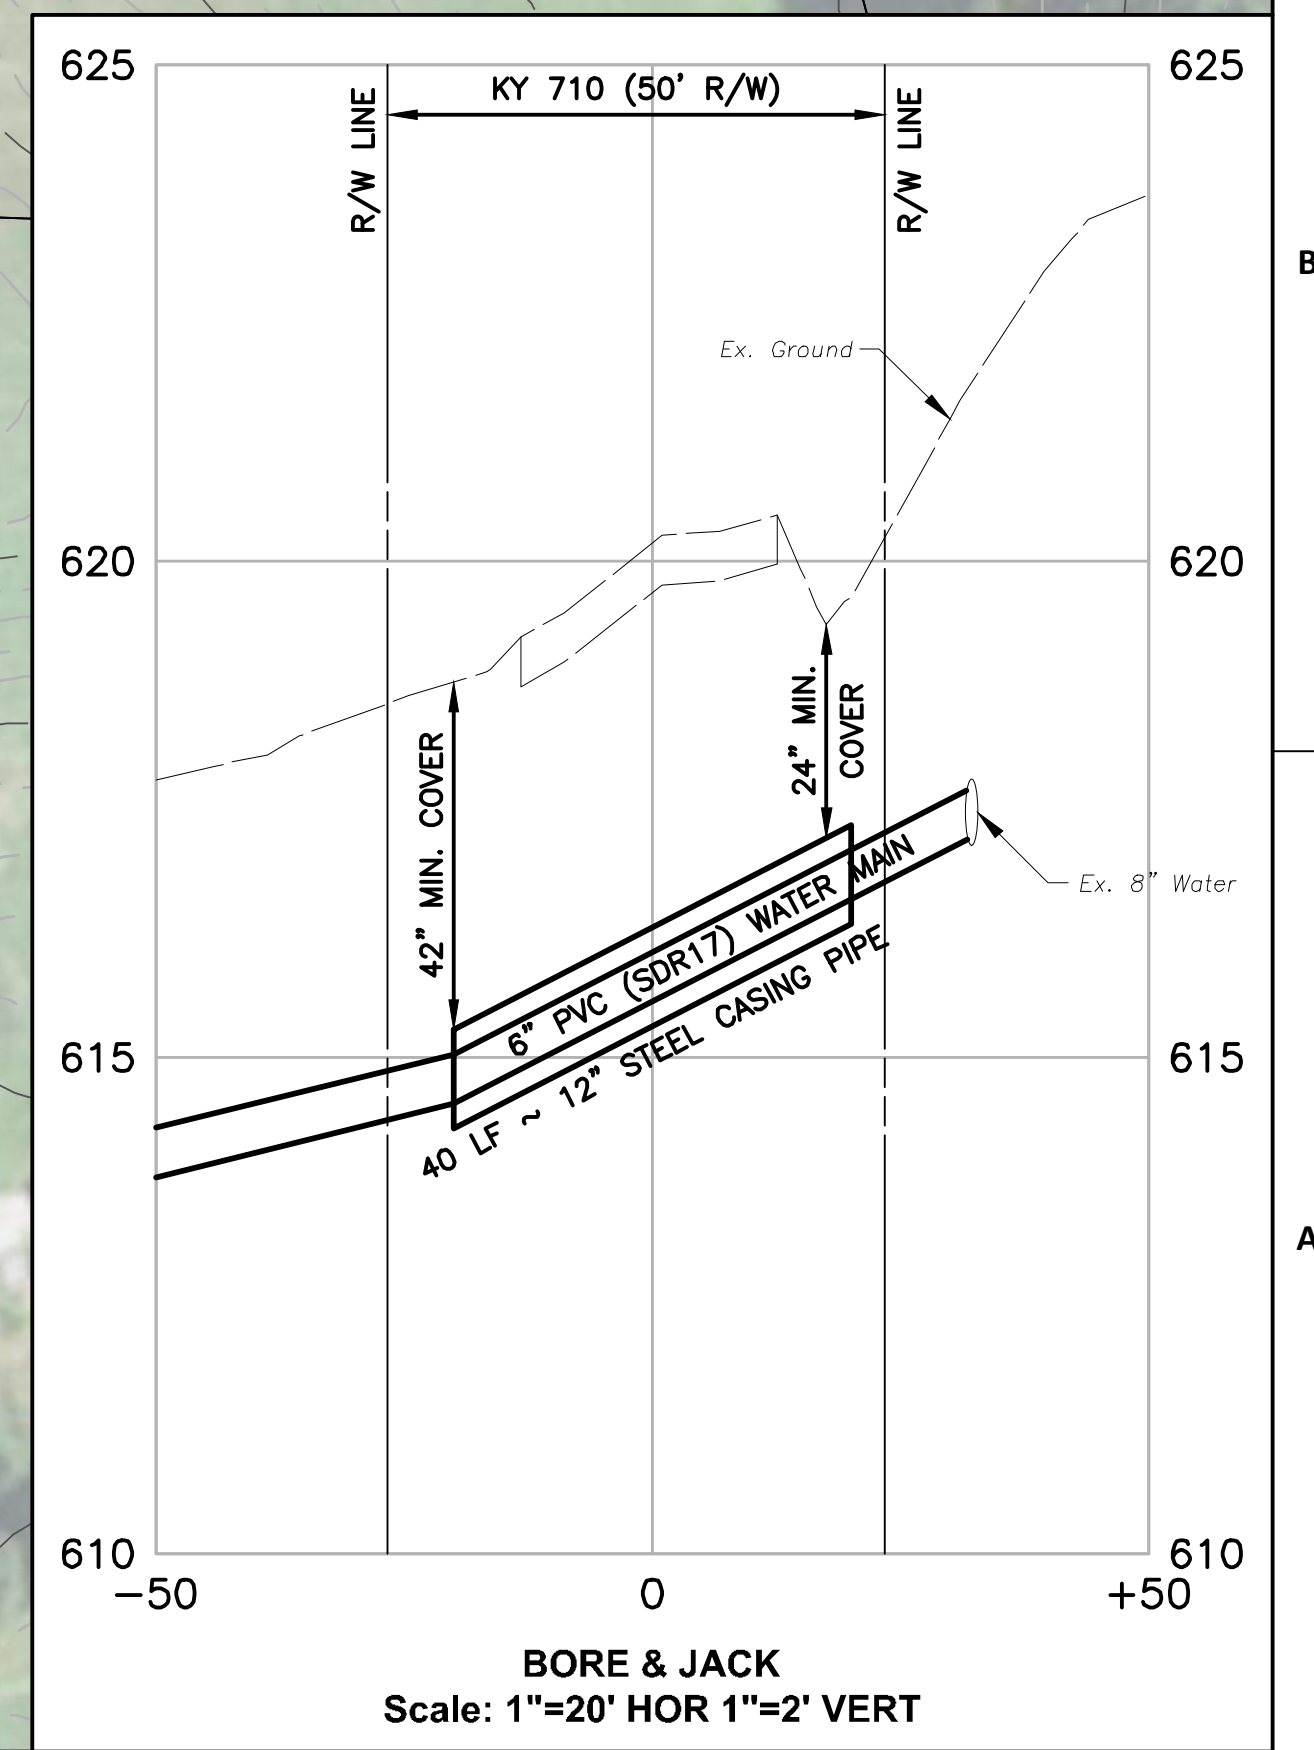 625
625
KY 710 (50' R/W)
R/W LINE
R/W LINE
B
Ex. Ground
620
620
24" MIN.
COVER
42" MIN. COVER
Ex. 8" Water
6" PVC (SDR17) WATER MAIN
40 LF ~ 12" STEEL CASING PIPE
615
615
A
610
610
-50
0
+50
BORE & JACK
Scale: 1"=20' HOR 1"=2' VERT